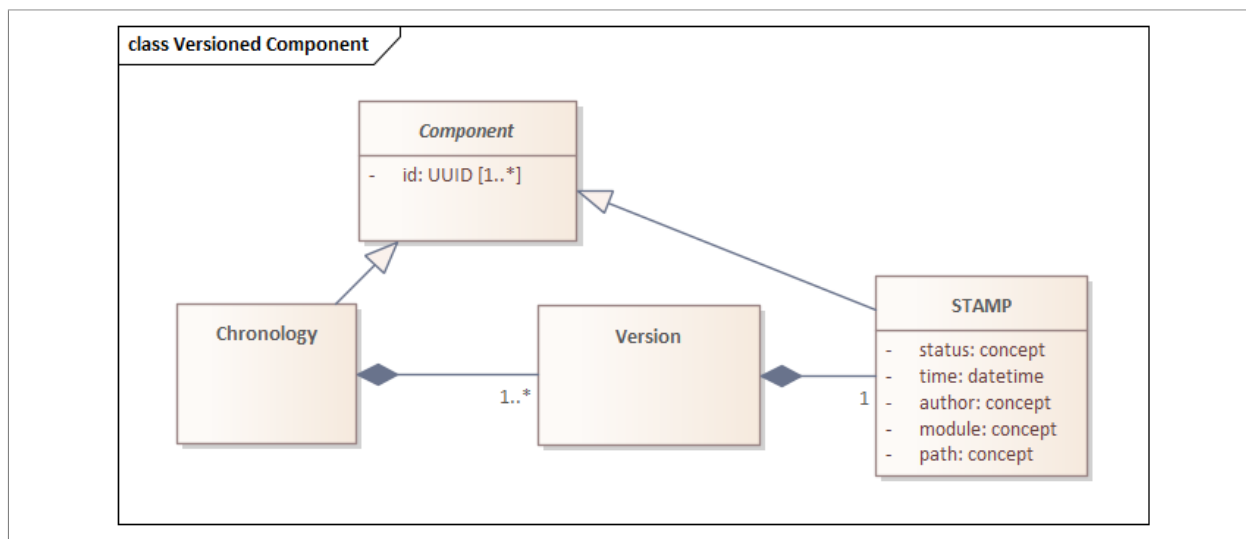 class Versioned Component
Component
- id: UUID [1..*]
Chronology
Version
STAMP
- status: concept
- time: datetime
- author: concept
- module: concept
- path: concept
1..*
1